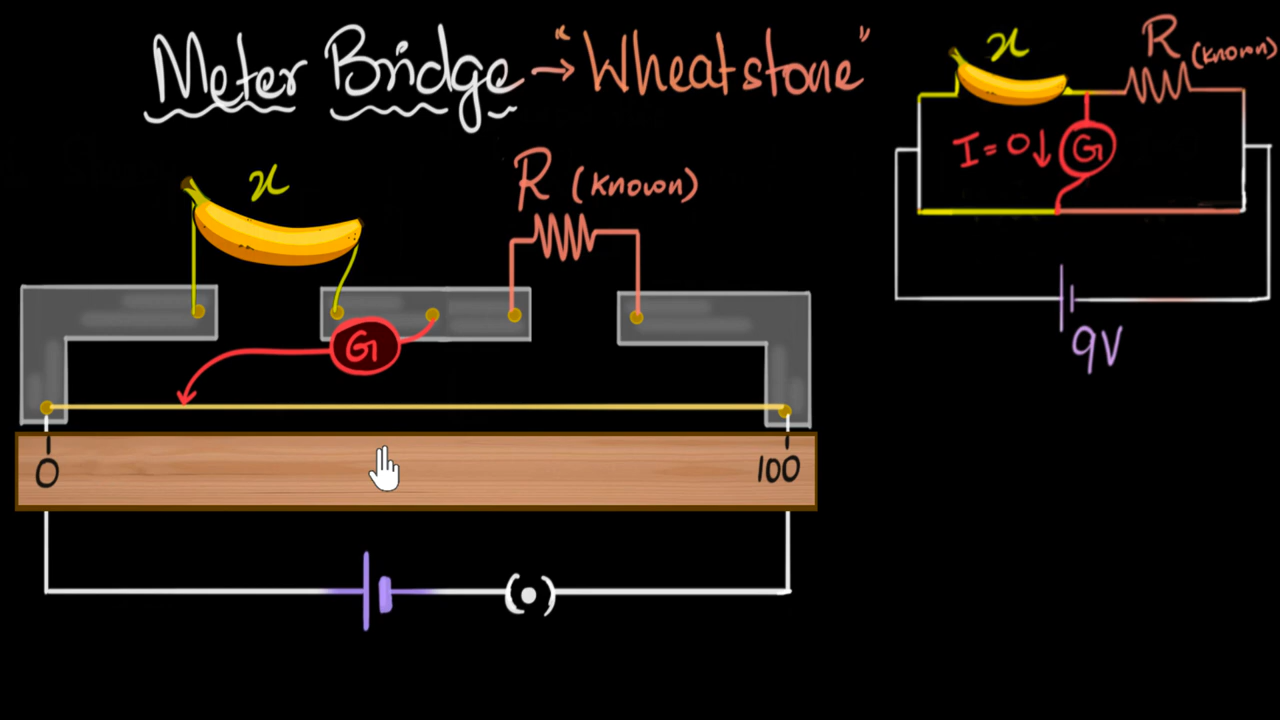 Meter Bridge → "Wheatstone"
x
R (known)
G
0
100
x
R (known)
I = 0 ↓ G
9V